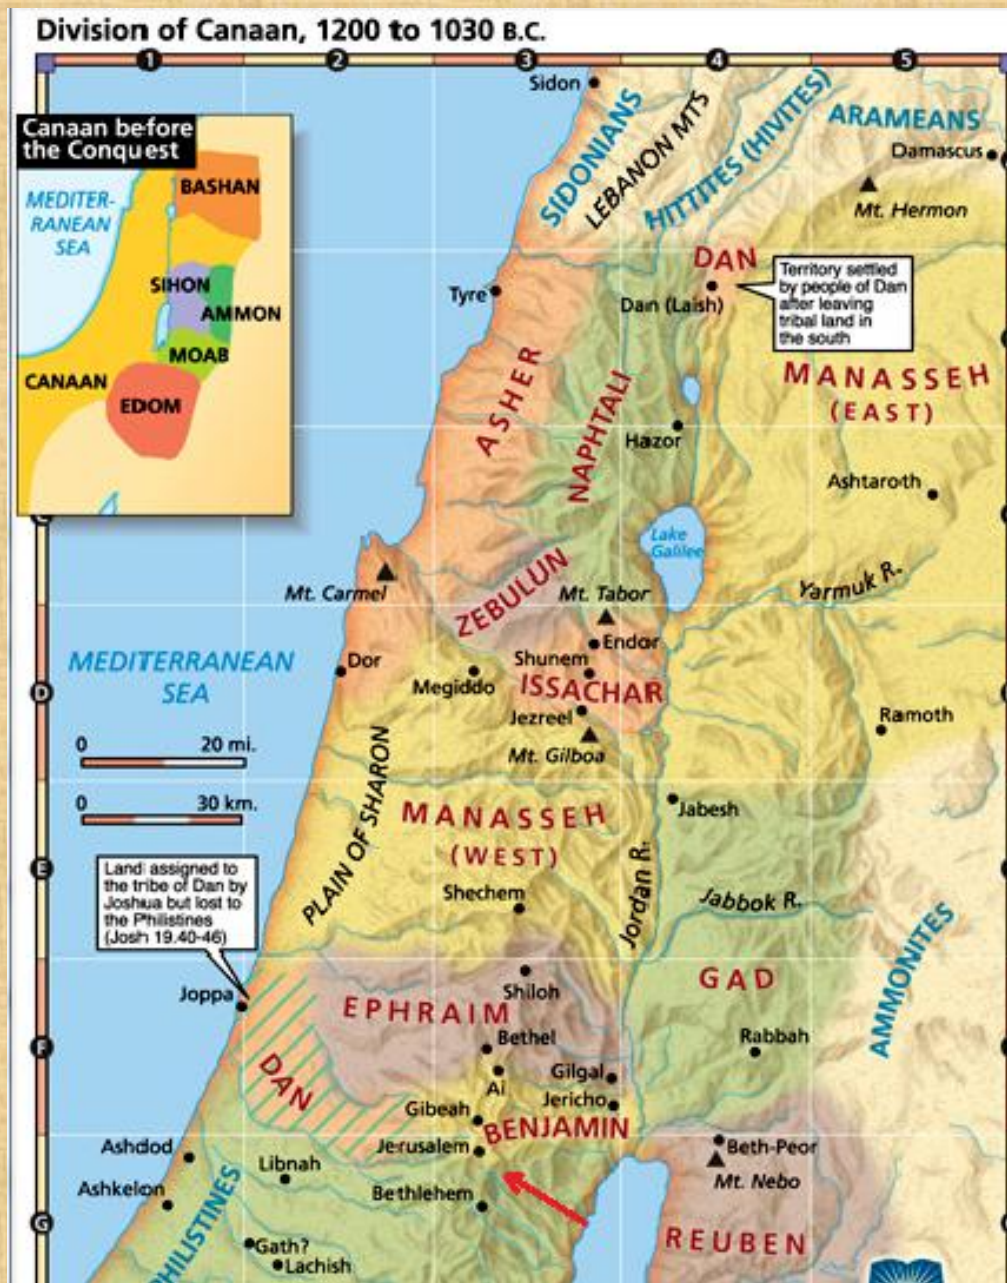 Division of Canaan, 1200 to 1030 B.C.
1
2
3
4
5
Canaan before
the Conquest
MEDITER-
RANEAN
SEA
BASHAN
SIHON
AMMON
MOAB
CANAAN
EDOM
Sidon
SIDONIANS
LEBANON MTS
HITTITES (HIVITES)
ARAMEANS
Damascus
Mt. Hermon
DAN
Dan (Laish)
Territory settled
by people of Dan
after leaving
tribal land in
the south
Tyre
ASHER
NAPHTALI
MANASSEH
(EAST)
Hazor
Ashtaroth
Lake
Galilee
C
Mt. Carmel
ZEBULUN
Mt. Tabor
Yarmuk R.
Endor
MEDITERRANEAN
SEA
Dor
Shunem
Megiddo
ISSACHAR
D
Jezreel
Ramoth
Mt. Gilboa
0 20 mi.
0 30 km.
PLAIN OF SHARON
MANASSEH
(WEST)
Jabesh
E
Land assigned to
the tribe of Dan by
Joshua but lost to
the Philistines
(Josh 19.40-46)
Shechem
Jordan R.
Jabbok R.
AMMONITES
Joppa
Shiloh
EPHRAIM
GAD
F
Bethel
Rabbah
DAN
Ai
Gilgal
Jericho
Gibeah
BENJAMIN
Ashdod
Jerusalem
Beth-Peor
Libnah
Mt. Nebo
Ashkelon
Bethlehem
G
PHILISTINES
REUBEN
Gath?
Lachish